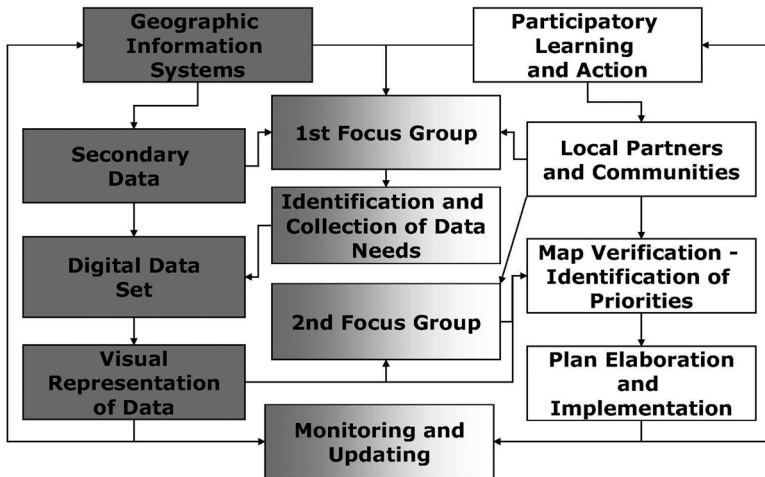 Geographic
Information
Systems
Participatory
Learning
and Action
1st Focus Group
Secondary
Data
Local Partners
and Communities
Identification and
Collection of Data
Needs
Digital Data
Set
Map Verification -
Identification of
Priorities
2nd Focus Group
Visual
Representation
of Data
Plan Elaboration
and
Implementation
Monitoring and
Updating